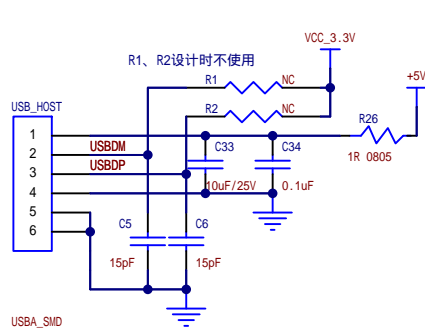 VCC_3.3V
R1、R2设计时不使用
+5V
R1 NC
USB_HOST
R2 NC
R26
1
2 USBDM
C33 C34
1R 0805
3 USBDP
4 10uF/25V 0.1uF
5
6
C5 C6
15pF 15pF
USBA_SMD